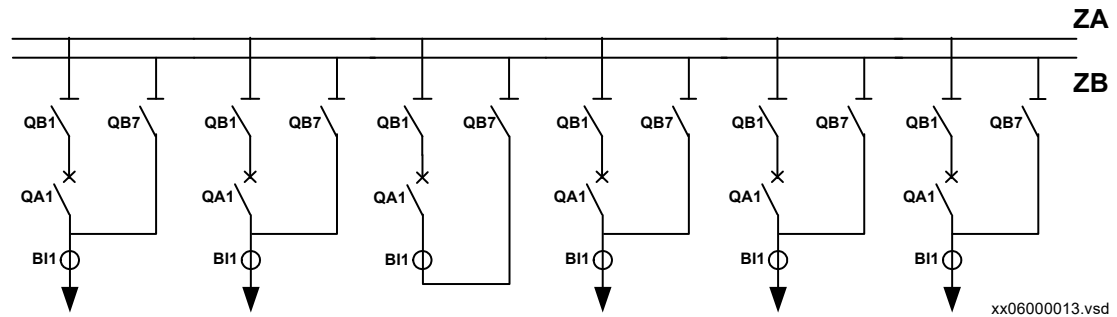 ZA
ZB
QB1 QB7 QB1 QB7 QB1 QB7 QB1 QB7 QB1 QB7 QB1 QB7
QA1 QA1 QA1 QA1 QA1 QA1
BI1 BI1 BI1 BI1 BI1 BI1
xx06000013.vsd